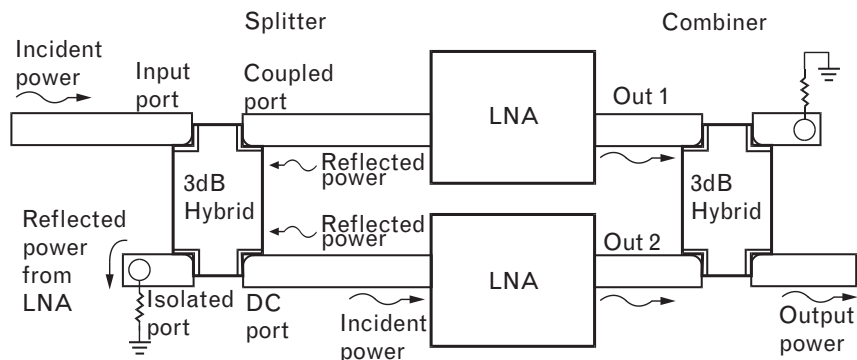 Splitter
Combiner
Incident
power
Input
port
Coupled
port
LNA
Out 1
Reflected
power
3dB
Hybrid
3dB
Hybrid
Reflected
power
from
LNA
Reflected
power
Out 2
LNA
Isolated
port
DC
port
Incident
power
Output
power